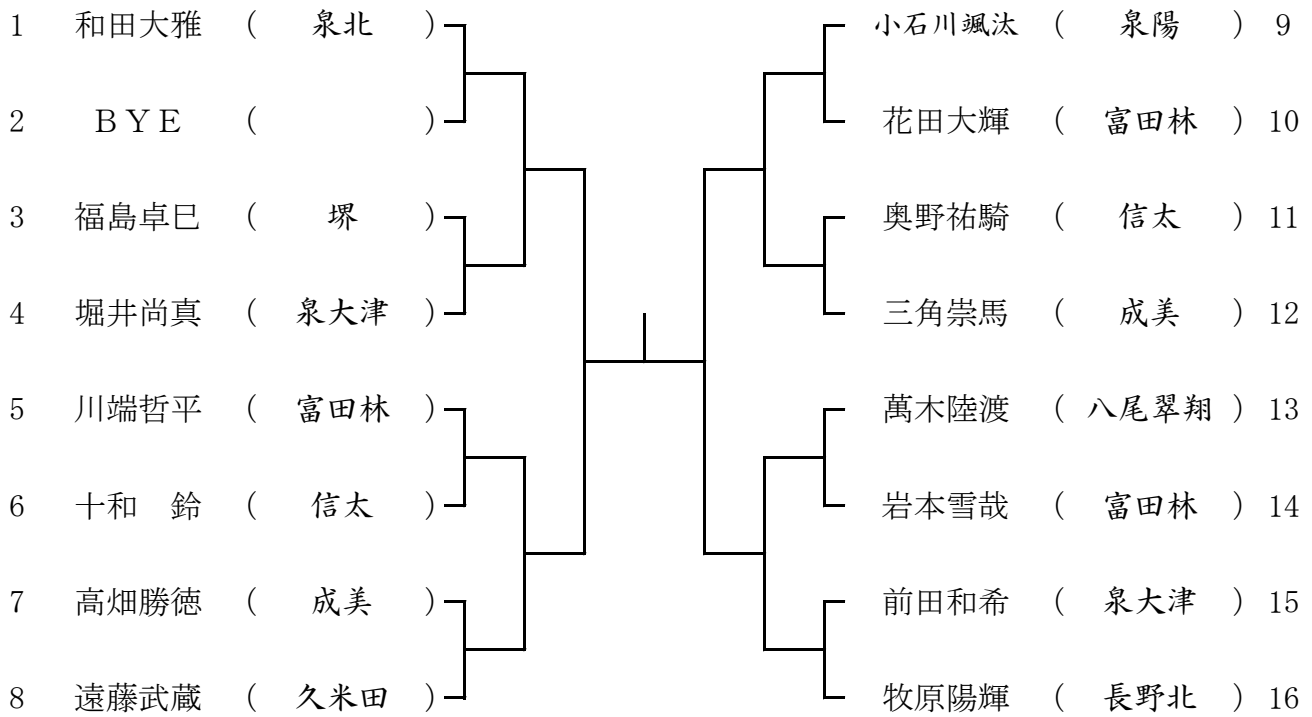 1 和田大雅 ( 泉北 )
2 BYE ( )
3 福島卓巳 ( 堺 )
4 堀井尚真 ( 泉大津 )
5 川端哲平 ( 富田林 )
6 十和 鈴 ( 信太 )
7 高畑勝徳 ( 成美 )
8 遠藤武蔵 ( 久米田 )
小石川颯汰 ( 泉陽 ) 9
花田大輝 ( 富田林 ) 10
奥野祐騎 ( 信太 ) 11
三角崇馬 ( 成美 ) 12
萬木陸渡 ( 八尾翠翔 ) 13
岩本雪哉 ( 富田林 ) 14
前田和希 ( 泉大津 ) 15
牧原陽輝 ( 長野北 ) 16